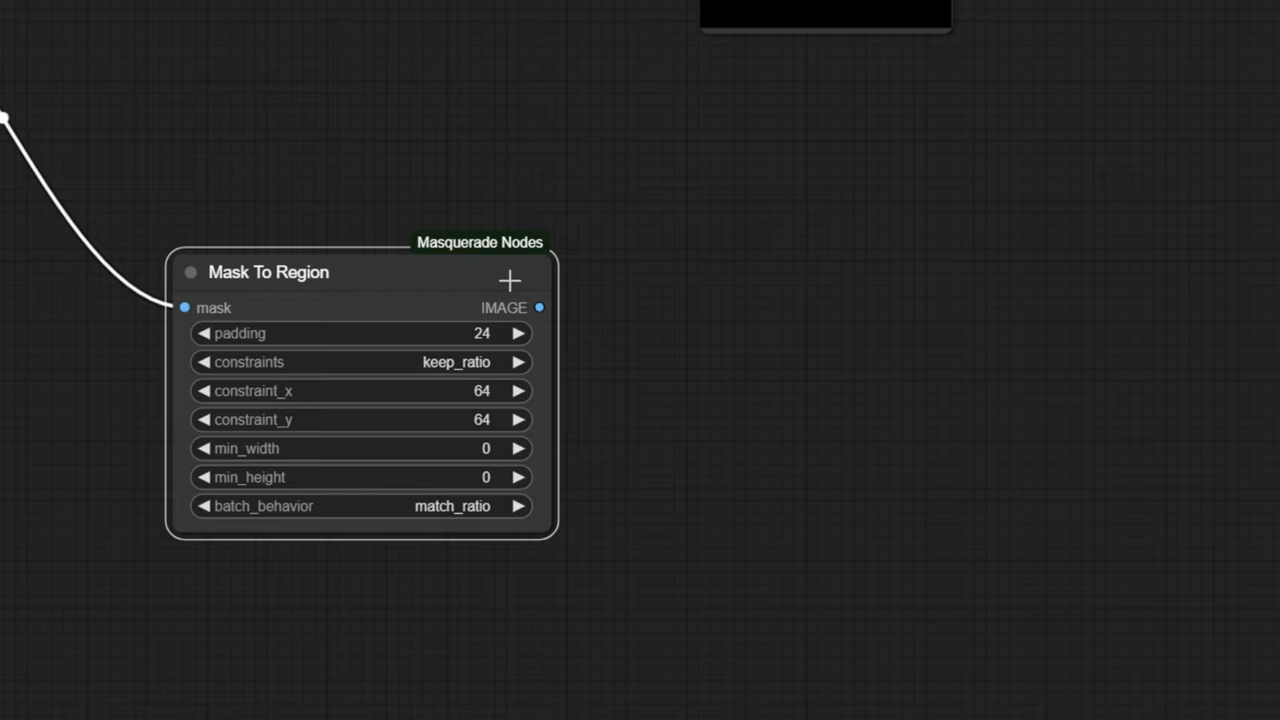 Masquerade Nodes
Mask To Region
mask IMAGE
padding 24
constraints keep_ratio
constraint_x 64
constraint_y 64
min_width 0
min_height 0
batch_behavior match_ratio